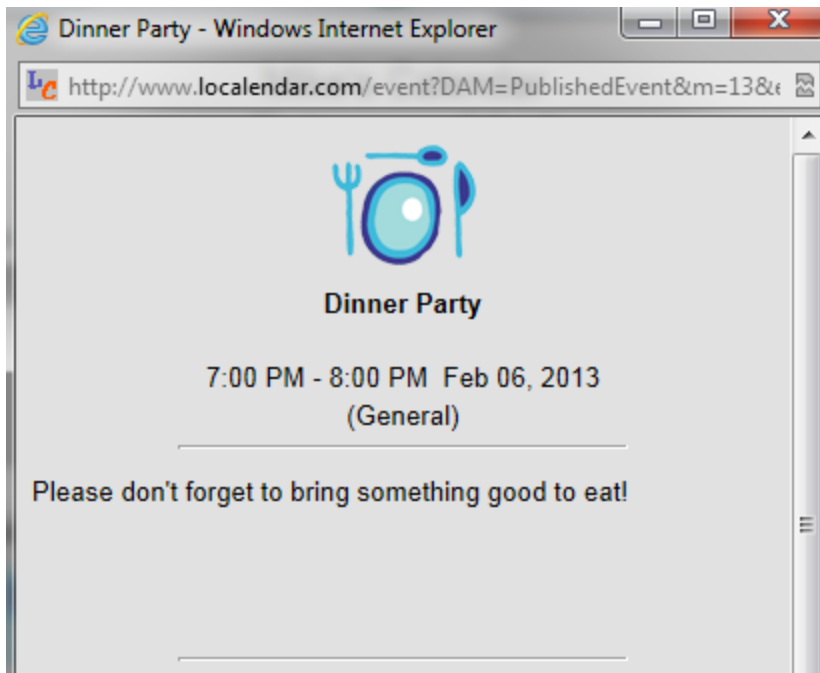 Dinner Party - Windows Internet Explorer
LC http://www.localendar.com/event?DAM=PublishedEvent&m=13&
Dinner Party
7:00 PM - 8:00 PM Feb 06, 2013
(General)
Please don't forget to bring something good to eat!